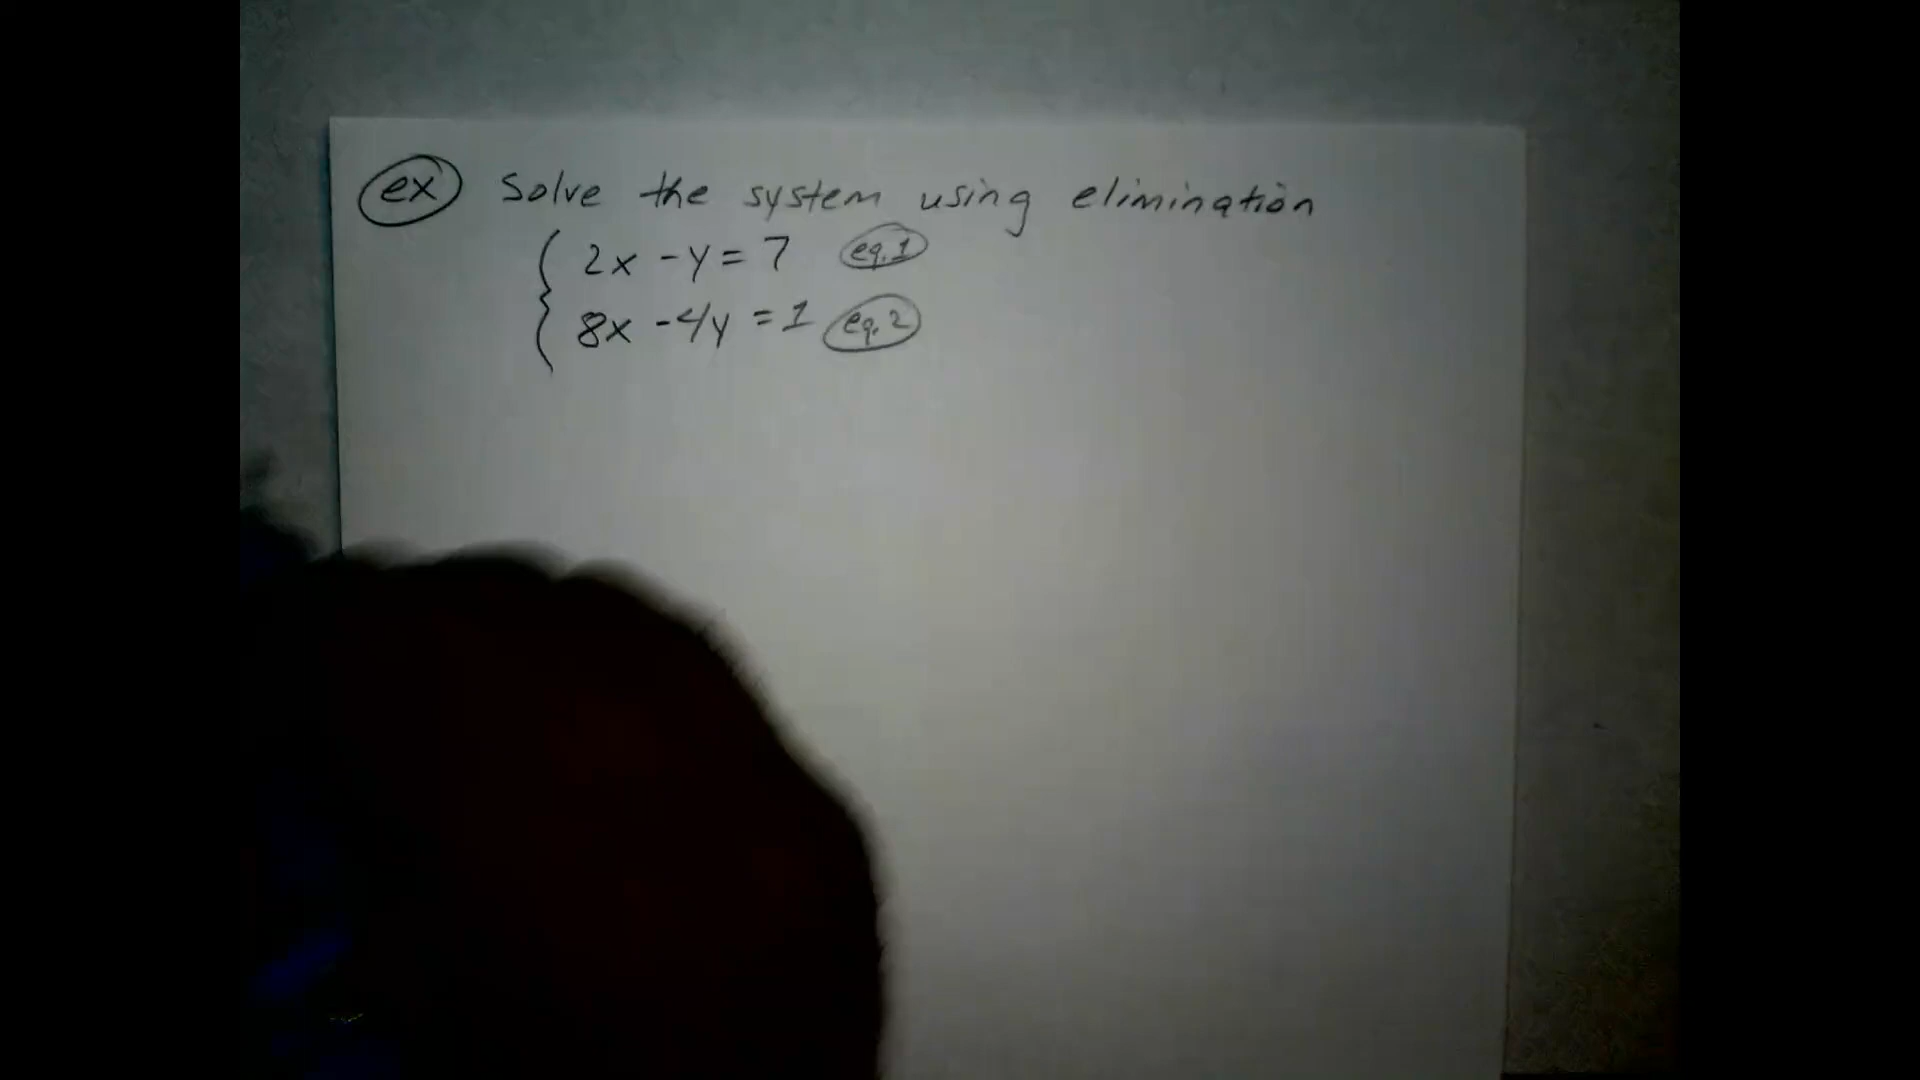 ex Solve the system using elimination
2x - y = 7 eq.1
8x - 4y = 1 eq.2